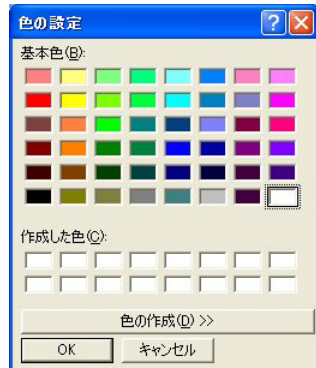 色の設定
基本色(B):
作成した色(C):
色の作成(D) >>
OK
キャンセル